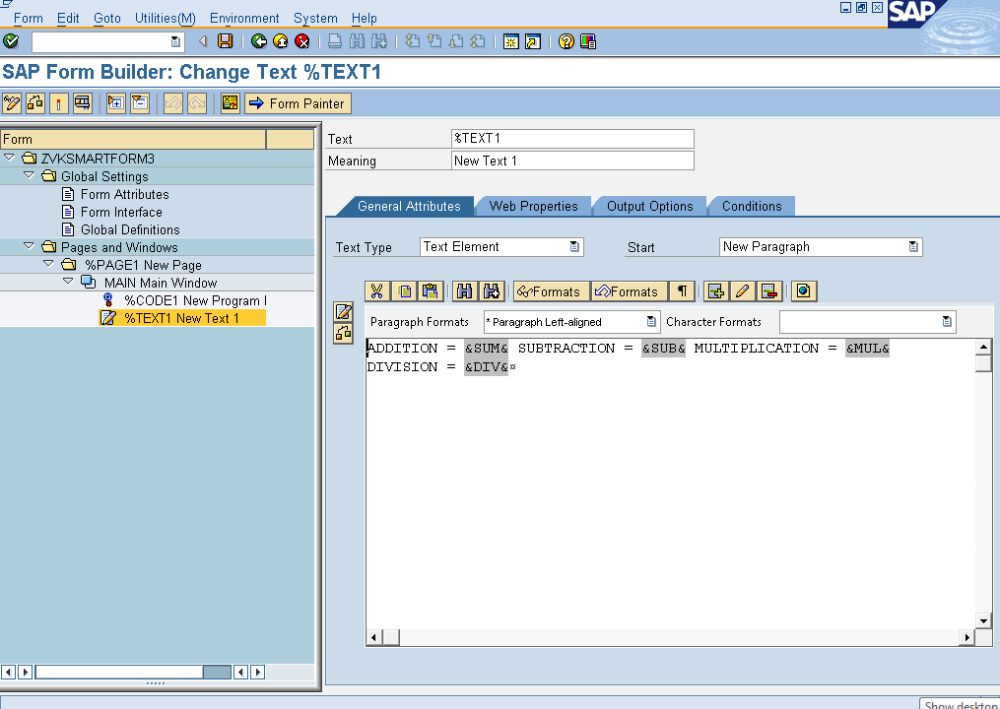 Form Edit Goto Utilities(M) Environment System Help
SAP
SAP Form Builder: Change Text %TEXT1
Form Painter
Form
ZVKSMARTFORM3
Global Settings
Form Attributes
Form Interface
Global Definitions
Pages and Windows
%PAGE1 New Page
MAIN Main Window
%CODE1 New Program
%TEXT1 New Text 1
Text %TEXT1
Meaning New Text 1
General Attributes Web Properties Output Options Conditions
Text Type Text Element Start New Paragraph
Formats Formats ¶
Paragraph Formats * Paragraph Left-aligned Character Formats
ADDITION = &SUM& SUBTRACTION = &SUB& MULTIPLICATION = &MUL&
DIVISION = &DIV&¤
Show desktop